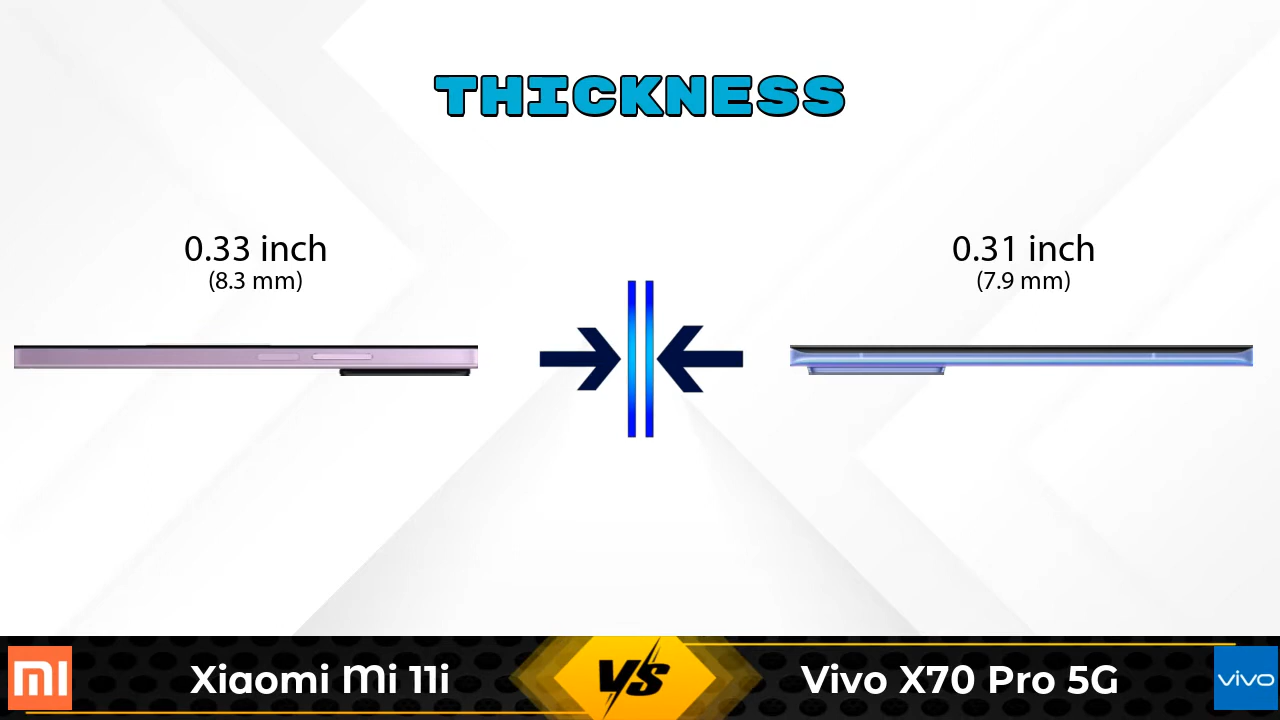 THICKNESS
0.33 inch
(8.3 mm)
0.31 inch
(7.9 mm)
MI
Xiaomi Mi 11i
VS
Vivo X70 Pro 5G
vivo